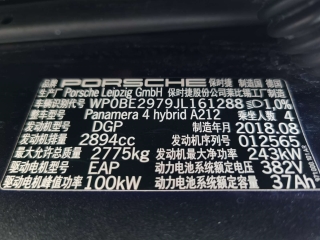 品牌 PORSCHE 保时捷 制造国 德国
生产厂 Porsche Leipzig GmbH 保时捷股份公司莱比锡工厂制造
车辆识别代号 WP0BE2979JL161288 1,0%
整车型号 Panamera 4 hybrid A212 乘坐人数 4
发动机型号 DGP 制造年月 2018.08
发动机排量 2894cc 发动机序列号 012565
最大允许总质量 2775kg 发动机最大净功率 243kW
驱动电机型号 EAP 动力电池系统额定电压 382V
驱动电机峰值功率 100kW 动力电池系统额定容量 37Ah